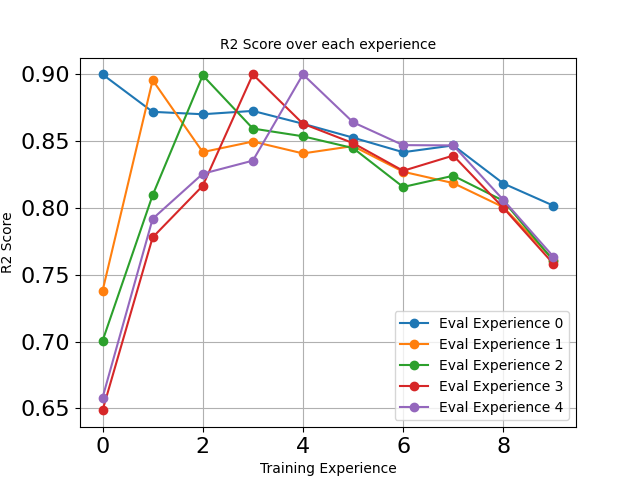 R2 Score over each experience
0.90
0.85
0.80
0.75
0.70
0.65
R2 Score
0 2 4 6 8
Training Experience
Eval Experience 0
Eval Experience 1
Eval Experience 2
Eval Experience 3
Eval Experience 4